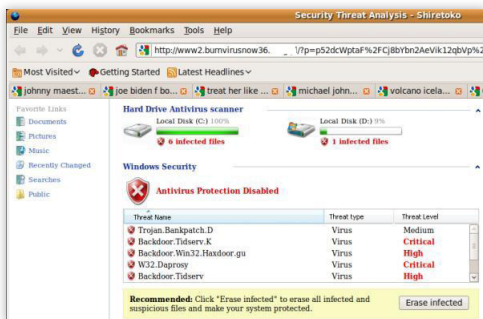 Security Threat Analysis - Shiretoko
File Edit View History Bookmarks Tools Help
http://www2.burnvirusnow36. /?p=p52dcWptaF%2FCj8bYbn2AeVik12qbVp%2
Most Visited Getting Started Latest Headlines
johnny maest... joe biden f bo... treat her like ... michael john... volcano icela...
Favorite Links
Documents
Pictures
Music
Recently Changed
Searches
Public
Hard Drive Antivirus scanner
Local Disk (C:) 100% Local Disk (D:) 9%
6 infected files 1 infected files
Windows Security
Antivirus Protection Disabled
Threat Name Threat type Threat Level
Trojan.Bankpatch.D Virus Medium
Backdoor.Tidserv.K Virus Critical
Backdoor.Win32.Haxdoor.gu Virus High
W32.Daprosy Virus Critical
Backdoor.Tidserv Virus High
Recommended: Click "Erase infected" to erase all infected and
suspicious files and make your system protected.
Erase infected